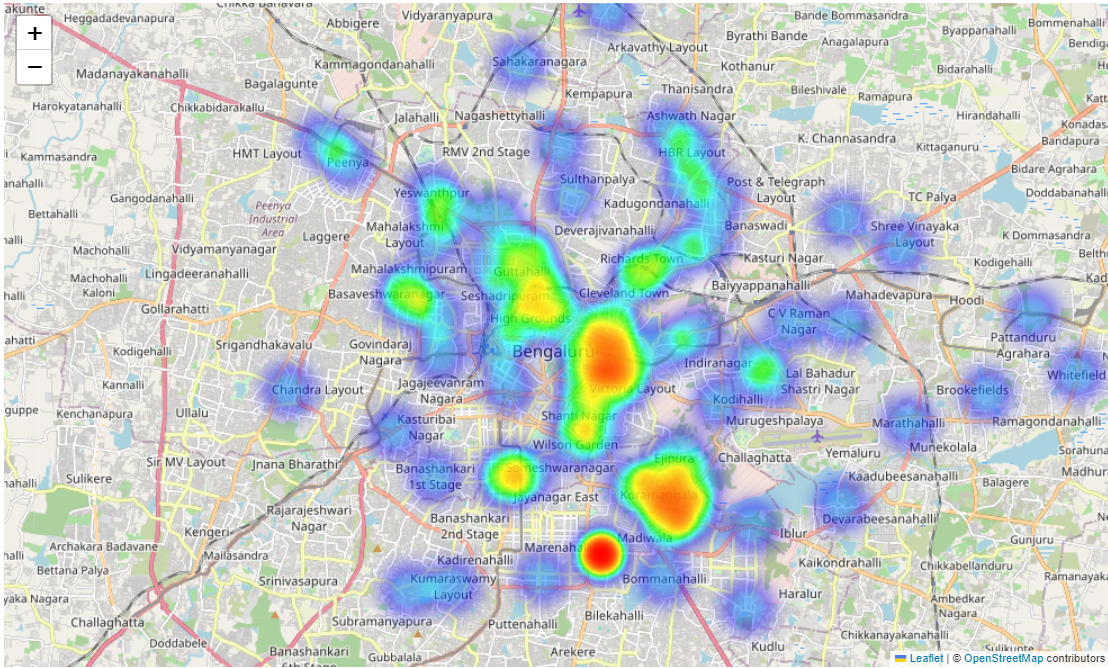 Chikka Banavara
akunte
Heggadadevanapura
Abbigere
Vidyaranyapura
Bande Bommasandra
Byappanahalli
Bommenahalli
Arkavathy Layout
Byrathi Bande
Anagalapura
+
−
Sahakaranagara
Kammagondanahalli
Kothanur
Bidarahalli
Madanayakanahalli
Bagalagunte
Kempapura
Thanisandra
Bileshivale
Ramapura
Harokyatanahalli
Chikkabidarakallu
Jalahalli
Nagashettyhalli
Ashwath Nagar
Hirandahalli
K. Channasandra
Kittaganuru
Bandapura
Kammasandra
HMT Layout
Peenya
RMV 2nd Stage
HBR Layout
Bidare Agrahara
Gangodanahalli
Yeswanthpur
Sulthanpalya
Post & Telegraph
Layout
TC Palya
Doddabanahalli
Bettahalli
Peenya
Industrial
Area
Kadugondanahalli
Mahalakshmi
Layout
Deverajivanahalli
Banaswadi
Shree Vinayaka
Layout
K Dommasandra
Laggere
Machohalli
Vidyamanyanagar
Richards Town
Kasturi Nagar
Kodigehalli
Mahalakshmipuram
Guttahalli
Machohalli
Kaloni
Lingadeeranahalli
Baiyyappanahalli
Basaveshwaranagar
Seshadripuram
Cleveland Town
Mahadevapura
Hoodi
Gollarahatti
High Grounds
C V Raman
Nagar
Pattanduru
Agrahara
Kodigehalli
Srigandhakavalu
Govindaraj
Nagara
Bengaluru
Indiranagar
Lal Bahadur
Shastri Nagar
Whitefield
Kannalli
Chandra Layout
Jagajeevanram
Nagara
Victoria Layout
Kodihalli
Brookefields
Kenchanapura
Ullalu
Kasturibai
Nagar
Shanti Nagar
Murugeshpalaya
Marathahalli
Ramagondanahalli
Wilson Garden
Munekolala
Sir MV Layout
Jnana Bharathi
Ejipura
Challaghatta
Yemaluru
Sulikere
Banashankari
1st Stage
Someshwaranagar
Kaadubeesanahalli
Balagere
Koramangala
Jayanagar East
Rajarajeshwari
Nagar
Banashankari
2nd Stage
Devarabeesanahalli
Kengeri
Iblur
Gunjuru
Archakara Badavane
Madiwala
Mailasandra
Kadirenahalli
Kaikondrahalli
Chikkabellanduru
Bettana Palya
Srinivasapura
Kumaraswamy
Layout
Bommanahalli
Haralur
Ambedkar
Nagara
Challaghatta
Subramanyapura
Puttenahalli
Bilekahalli
Doddabele
Chikkanayakanahalli
Banashankari
Gubbalala
Arekere
Kudlu
Leaflet | © OpenStreetMap contributors